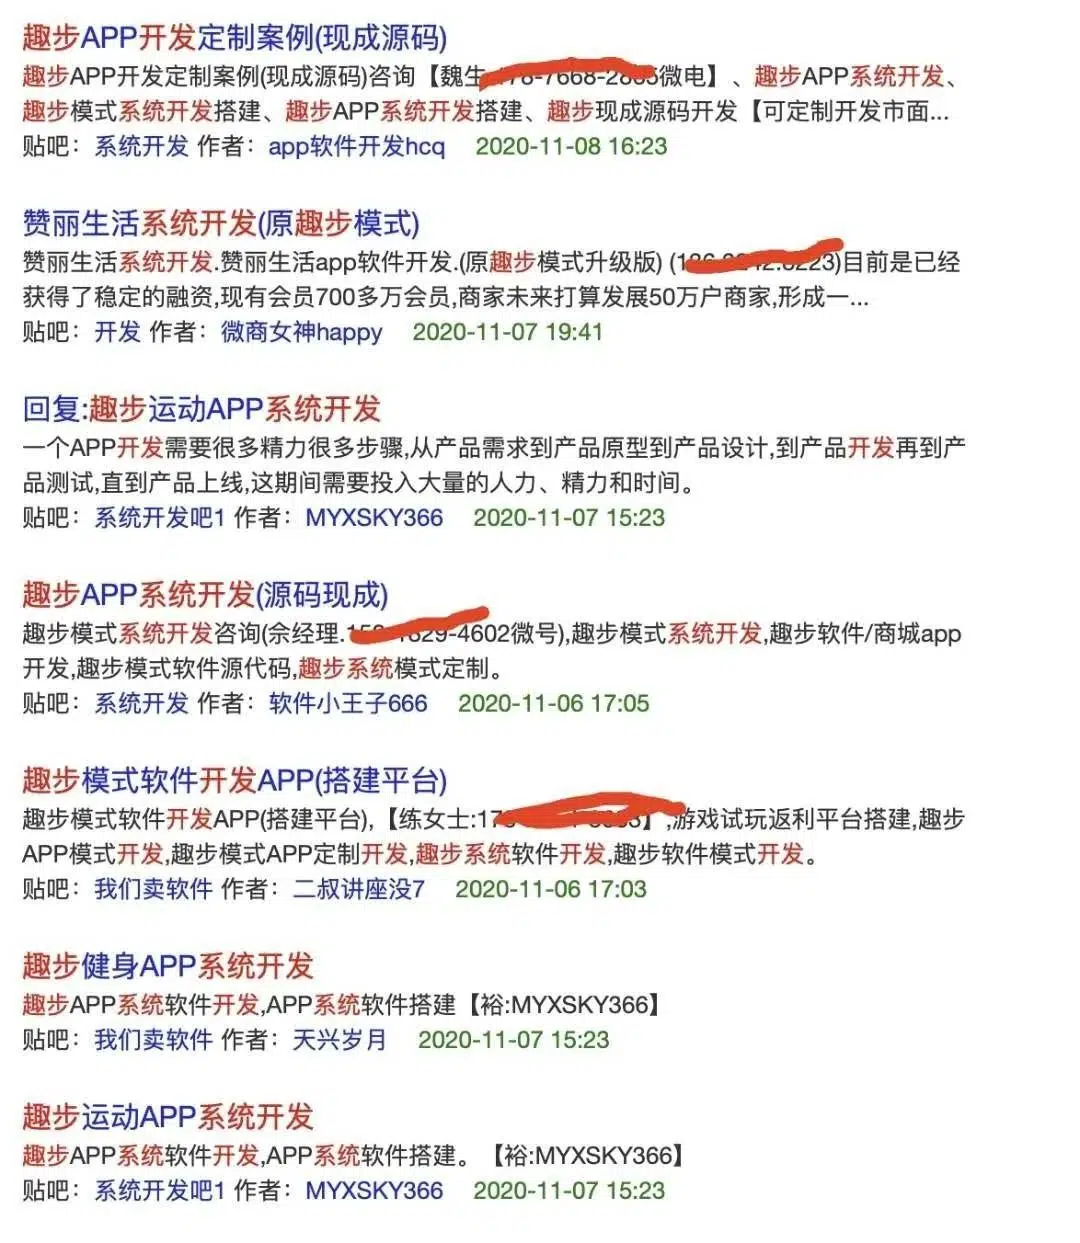 趣步APP开发定制案例(现成源码)
趣步APP开发定制案例(现成源码)咨询【魏生 微电】、趣步APP系统开发、
趣步模式系统开发搭建、趣步APP系统开发搭建、趣步现成源码开发【可定制开发市面...
贴吧：系统开发 作者：app软件开发hcq 2020-11-08 16:23
赞丽生活系统开发(原趣步模式)
赞丽生活系统开发.赞丽生活app软件开发.(原趣步模式升级版) ( )目前是已经
获得了稳定的融资,现有会员700多万会员,商家未来打算发展50万户商家,形成一...
贴吧：开发 作者：微商女神happy 2020-11-07 19:41
回复:趣步运动APP系统开发
一个APP开发需要很多精力很多步骤,从产品需求到产品原型到产品设计,到产品开发再到产
品测试,直到产品上线,这期间需要投入大量的人力、精力和时间。
贴吧：系统开发吧1 作者：MYXSKY366 2020-11-07 15:23
趣步APP系统开发(源码现成)
趣步模式系统开发咨询(佘经理. 微号),趣步模式系统开发,趣步软件/商城app
开发,趣步模式软件源代码,趣步系统模式定制。
贴吧：系统开发 作者：软件小王子666 2020-11-06 17:05
趣步模式软件开发APP(搭建平台)
趣步模式软件开发APP(搭建平台),【练女士: 】,游戏试玩返利平台搭建,趣步
APP模式开发,趣步模式APP定制开发,趣步系统软件开发,趣步软件模式开发。
贴吧：我们卖软件 作者：二叔讲座没7 2020-11-06 17:03
趣步健身APP系统开发
趣步APP系统软件开发,APP系统软件搭建【裕:MYXSKY366】
贴吧：我们卖软件 作者：天兴岁月 2020-11-07 15:23
趣步运动APP系统开发
趣步APP系统软件开发,APP系统软件搭建。【裕:MYXSKY366】
贴吧：系统开发吧1 作者：MYXSKY366 2020-11-07 15:23